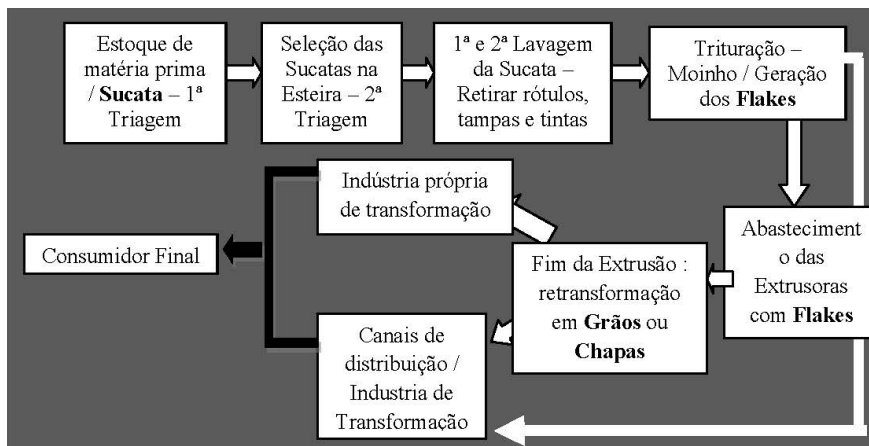 Estoque de
matéria prima
/ Sucata – 1ª
Triagem
Seleção das
Sucatas na
Esteira – 2ª
Triagem
1ª e 2ª Lavagem
da Sucata –
Retirar rótulos,
tampas e tintas
Trituração –
Moinho / Geração
dos Flakes
Abasteciment
o das
Extrusoras
com Flakes
Fim da Extrusão :
retransformação
em Grãos ou
Chapas
Indústria própria
de transformação
Canais de
distribuição /
Industria de
Transformação
Consumidor Final